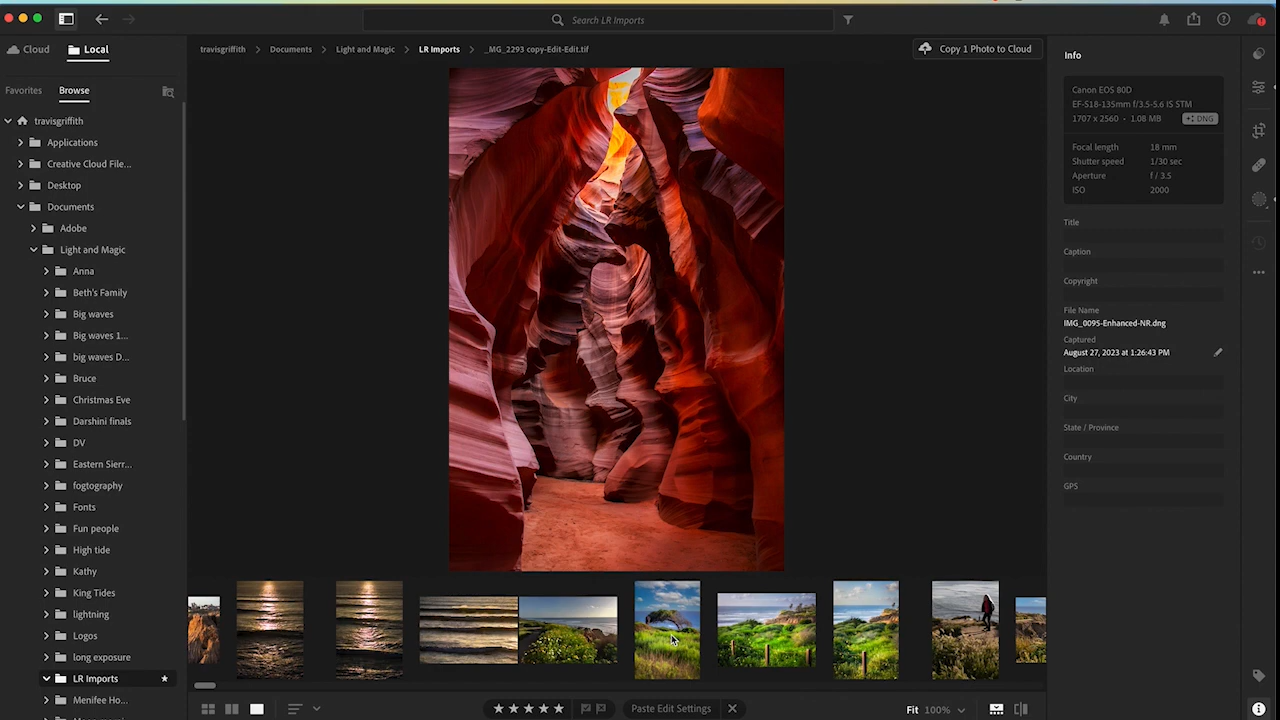 Search LR Imports
Cloud
Local
travisgriffith
Documents
Light and Magic
LR Imports
_MG_2293 copy-Edit-Edit.tif
Copy 1 Photo to Cloud
Info
Favorites
Browse
travisgriffith
Applications
Creative Cloud File...
Desktop
Documents
Adobe
Light and Magic
Anna
Beth's Family
Big waves
Big waves 1...
big waves D...
Bruce
Christmas Eve
Darshini finals
DV
Eastern Sierr...
fogtography
Fonts
Fun people
High tide
Kathy
King Tides
lightning
Logos
long exposure
LR Imports
Menifee Ho...
Canon EOS 80D
EF-S18-135mm f/3.5-5.6 IS STM
1707 x 2560 • 1.08 MB
DNG
Focal length 18 mm
Shutter speed 1/30 sec
Aperture f / 3.5
ISO 2000
Title
Caption
Copyright
File Name
IMG_0095-Enhanced-NR.dng
Captured
August 27, 2023 at 1:26:43 PM
Location
City
State / Province
Country
GPS
Paste Edit Settings
Fit 100%